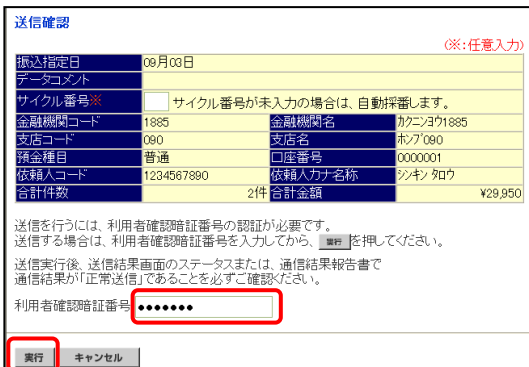 送信確認
(※:任意入力)
振込指定日 09月03日
データコメント
サイクル番号※ サイクル番号が未入力の場合は、自動採番します。
金融機関コード 1885 金融機関名 カクニンヨウ1885
支店コード 090 支店名 ホンプ090
預金種目 普通 口座番号 0000001
依頼人コード 1234567890 依頼人カナ名称 シンキン タロウ
合計件数 2件 合計金額 ¥29,950
送信を行うには、利用者確認暗証番号の認証が必要です。
送信する場合は、利用者確認暗証番号を入力してから、 実行 を押してください。
送信実行後、送信結果画面のステータスまたは、通信結果報告書で
通信結果が「正常送信」であることを必ずご確認ください。
利用者確認暗証番号 ●●●●●●●
実行 キャンセル